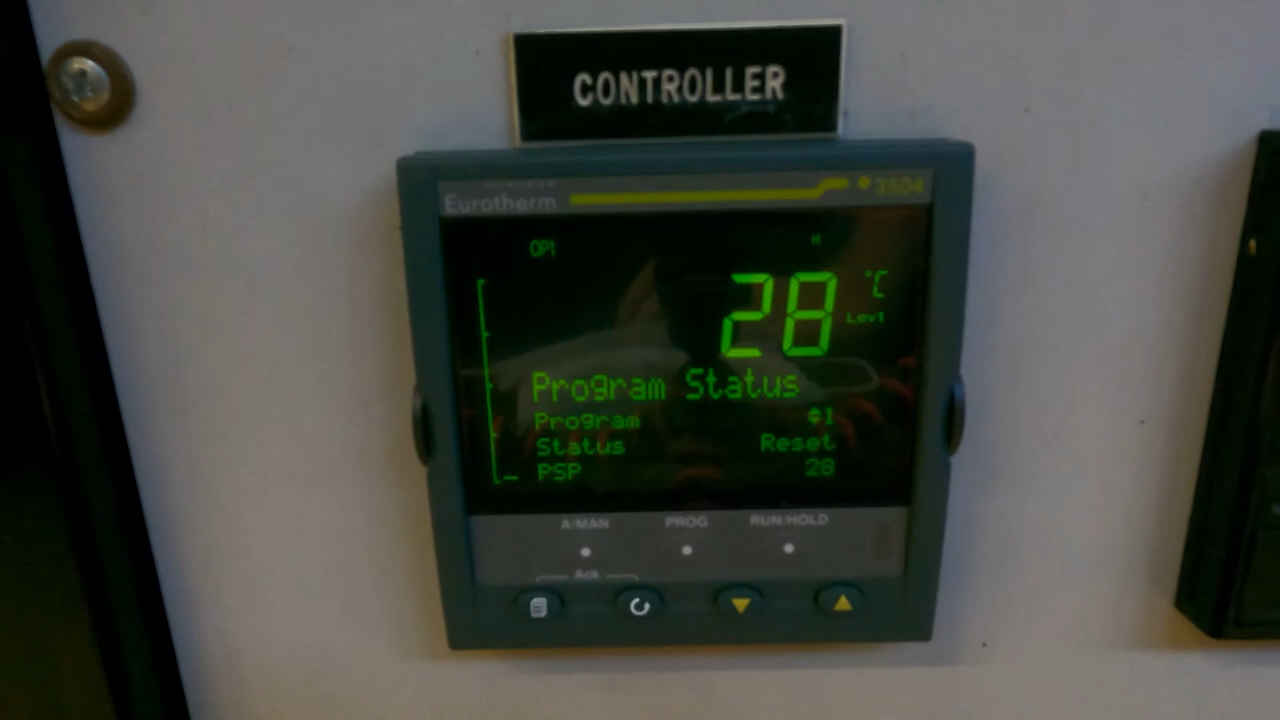 CONTROLLER
Eurotherm 3504
OP1
28 °C
Lev1
Program Status
Program 1
Status Reset
PSP 28
A/MAN PROG RUN/HOLD
Ack